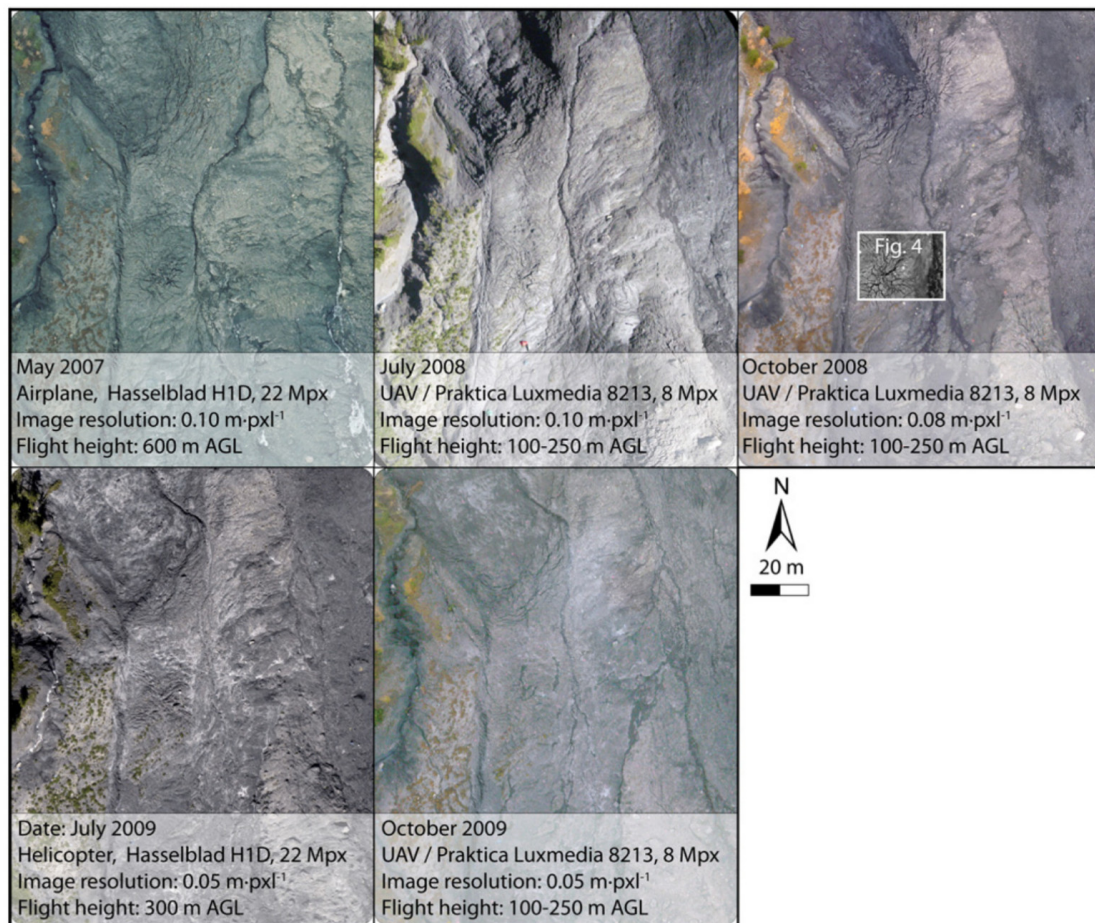 Fig. 4
May 2007
Airplane, Hasselblad H1D, 22 Mpx
Image resolution: 0.10 m·pxl⁻¹
Flight height: 600 m AGL
July 2008
UAV / Praktica Luxmedia 8213, 8 Mpx
Image resolution: 0.10 m·pxl⁻¹
Flight height: 100-250 m AGL
October 2008
UAV / Praktica Luxmedia 8213, 8 Mpx
Image resolution: 0.08 m·pxl⁻¹
Flight height: 100-250 m AGL
N
20 m
Date: July 2009
Helicopter, Hasselblad H1D, 22 Mpx
Image resolution: 0.05 m·pxl⁻¹
Flight height: 300 m AGL
October 2009
UAV / Praktica Luxmedia 8213, 8 Mpx
Image resolution: 0.05 m·pxl⁻¹
Flight height: 100-250 m AGL